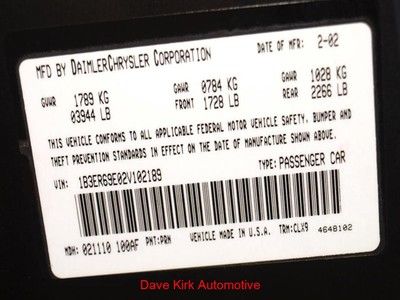 MFD BY DAIMLERCHRYSLER CORPORATION DATE OF MFR: 2-02
GVWR 1789 KG GAWR 0784 KG GAWR 1028 KG
03944 LB FRONT 1728 LB REAR 2266 LB
THIS VEHICLE CONFORMS TO ALL APPLICABLE FEDERAL MOTOR VEHICLE SAFETY, BUMPER AND
THEFT PREVENTION STANDARDS IN EFFECT ON THE DATE OF MANUFACTURE SHOWN ABOVE.
VIN: 1B3ER69E02V102189 TYPE: PASSENGER CAR
MDH: 021110 100AF PNT: PRM VEHICLE MADE IN U.S.A. TRM: CLX9 4648102
Dave Kirk Automotive